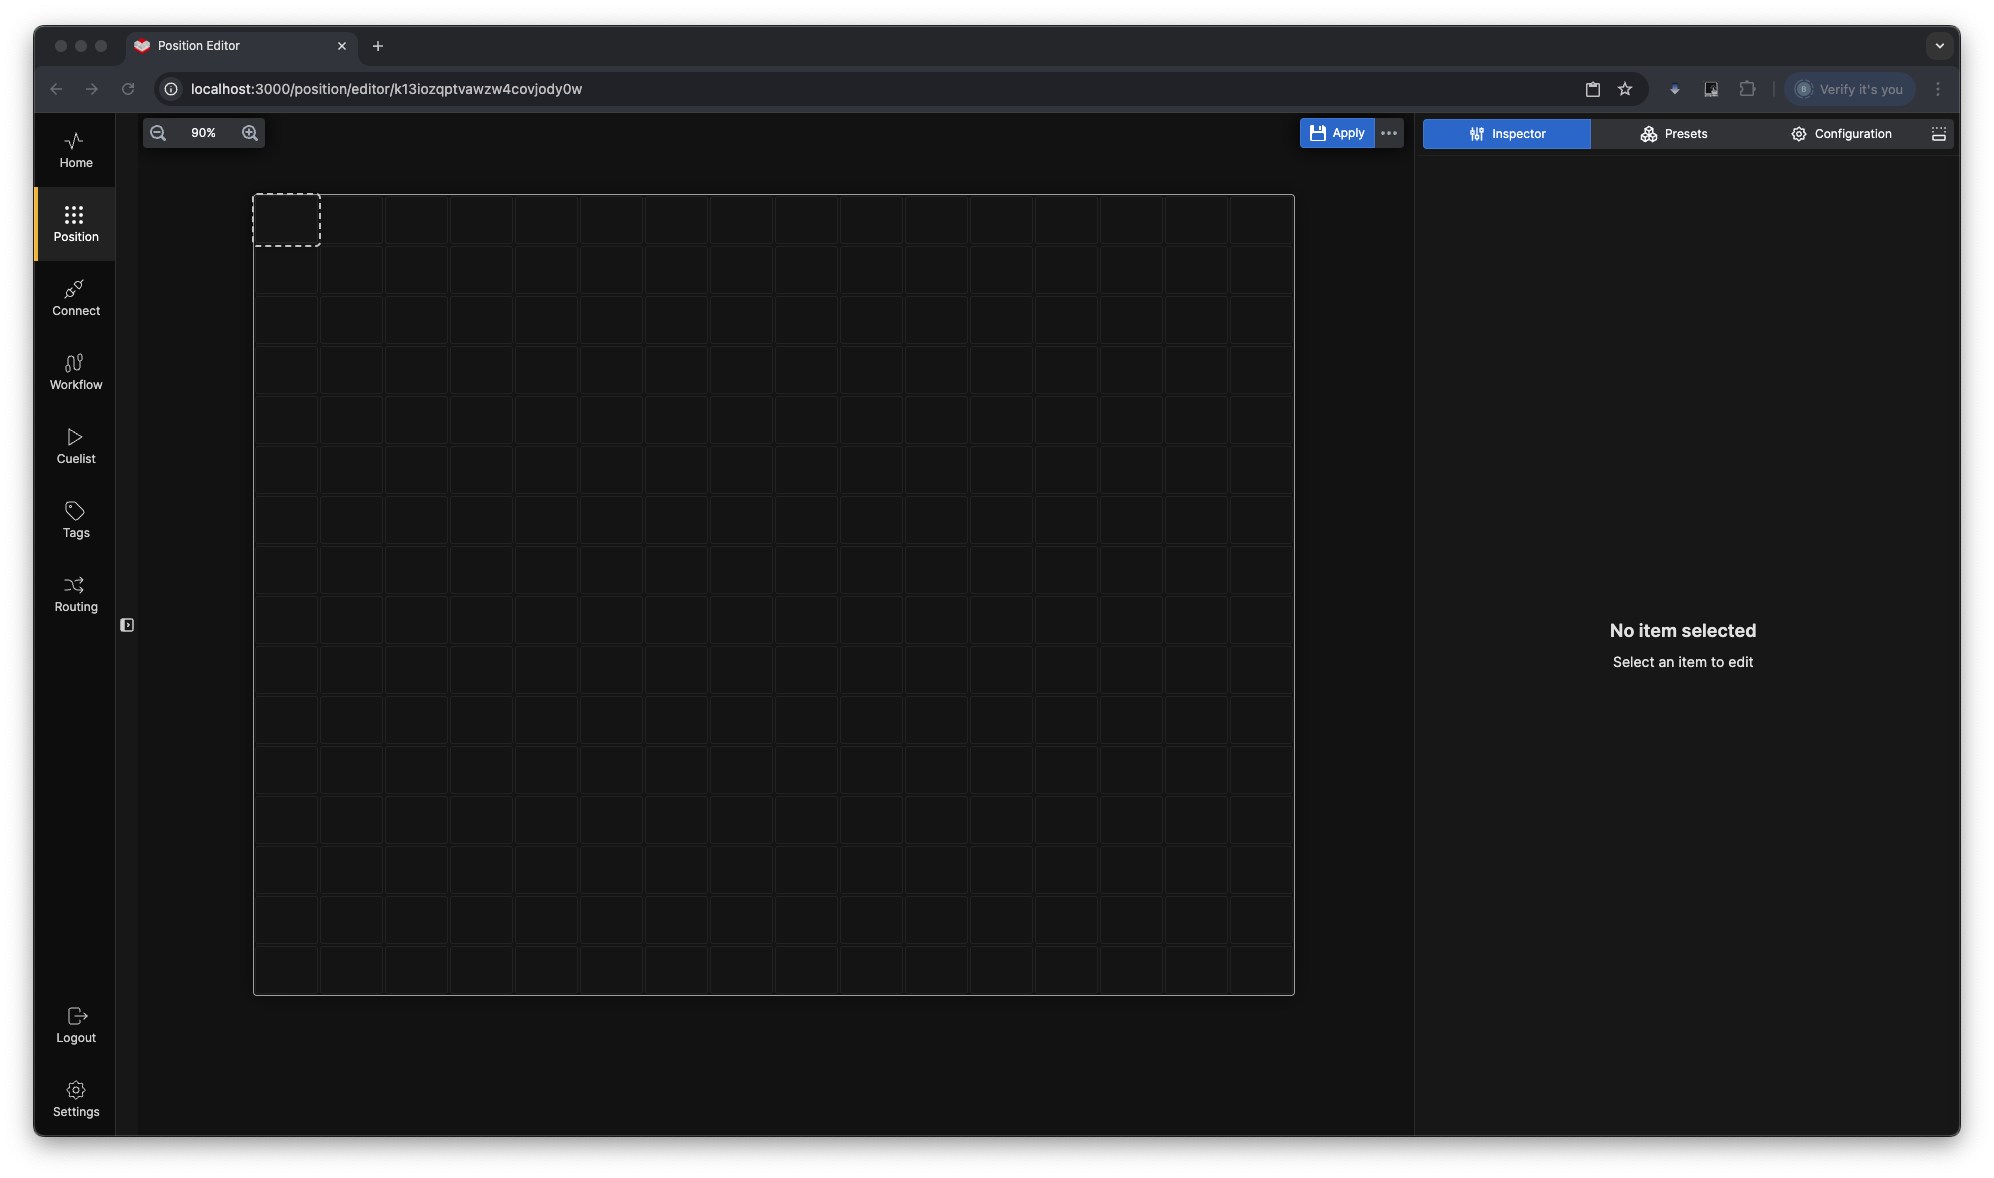 Position Editor
localhost:3000/position/editor/k13iozqptvawzw4covjody0w
Verify it's you
Home
Position
Connect
Workflow
Cuelist
Tags
Routing
Logout
Settings
90%
Apply
Inspector
Presets
Configuration
No item selected
Select an item to edit